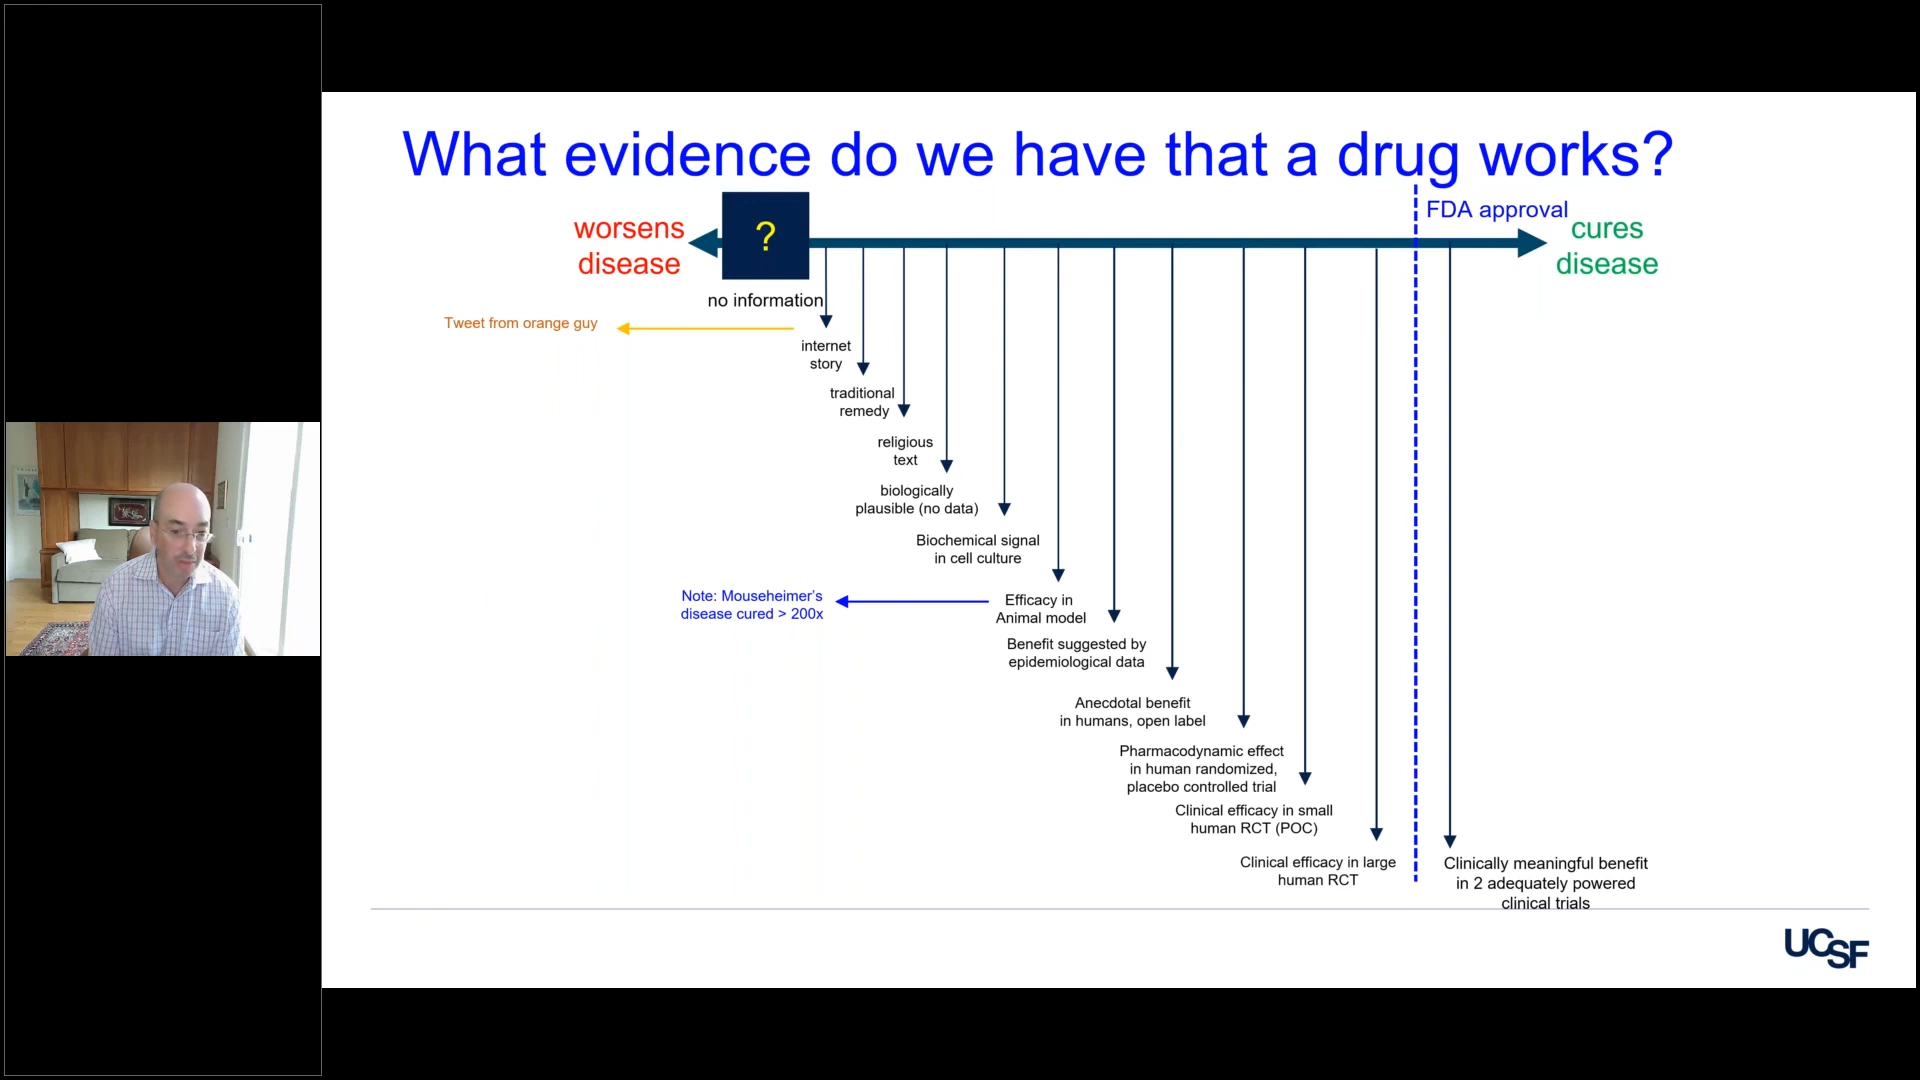 What evidence do we have that a drug works?
FDA approval
worsens
disease
?
cures
disease
no information
Tweet from orange guy
internet
story
traditional
remedy
religious
text
biologically
plausible (no data)
Biochemical signal
in cell culture
Note: Mouseheimer's
disease cured > 200x
Efficacy in
Animal model
Benefit suggested by
epidemiological data
Anecdotal benefit
in humans, open label
Pharmacodynamic effect
in human randomized,
placebo controlled trial
Clinical efficacy in small
human RCT (POC)
Clinical efficacy in large
human RCT
Clinically meaningful benefit
in 2 adequately powered
clinical trials
UCSF